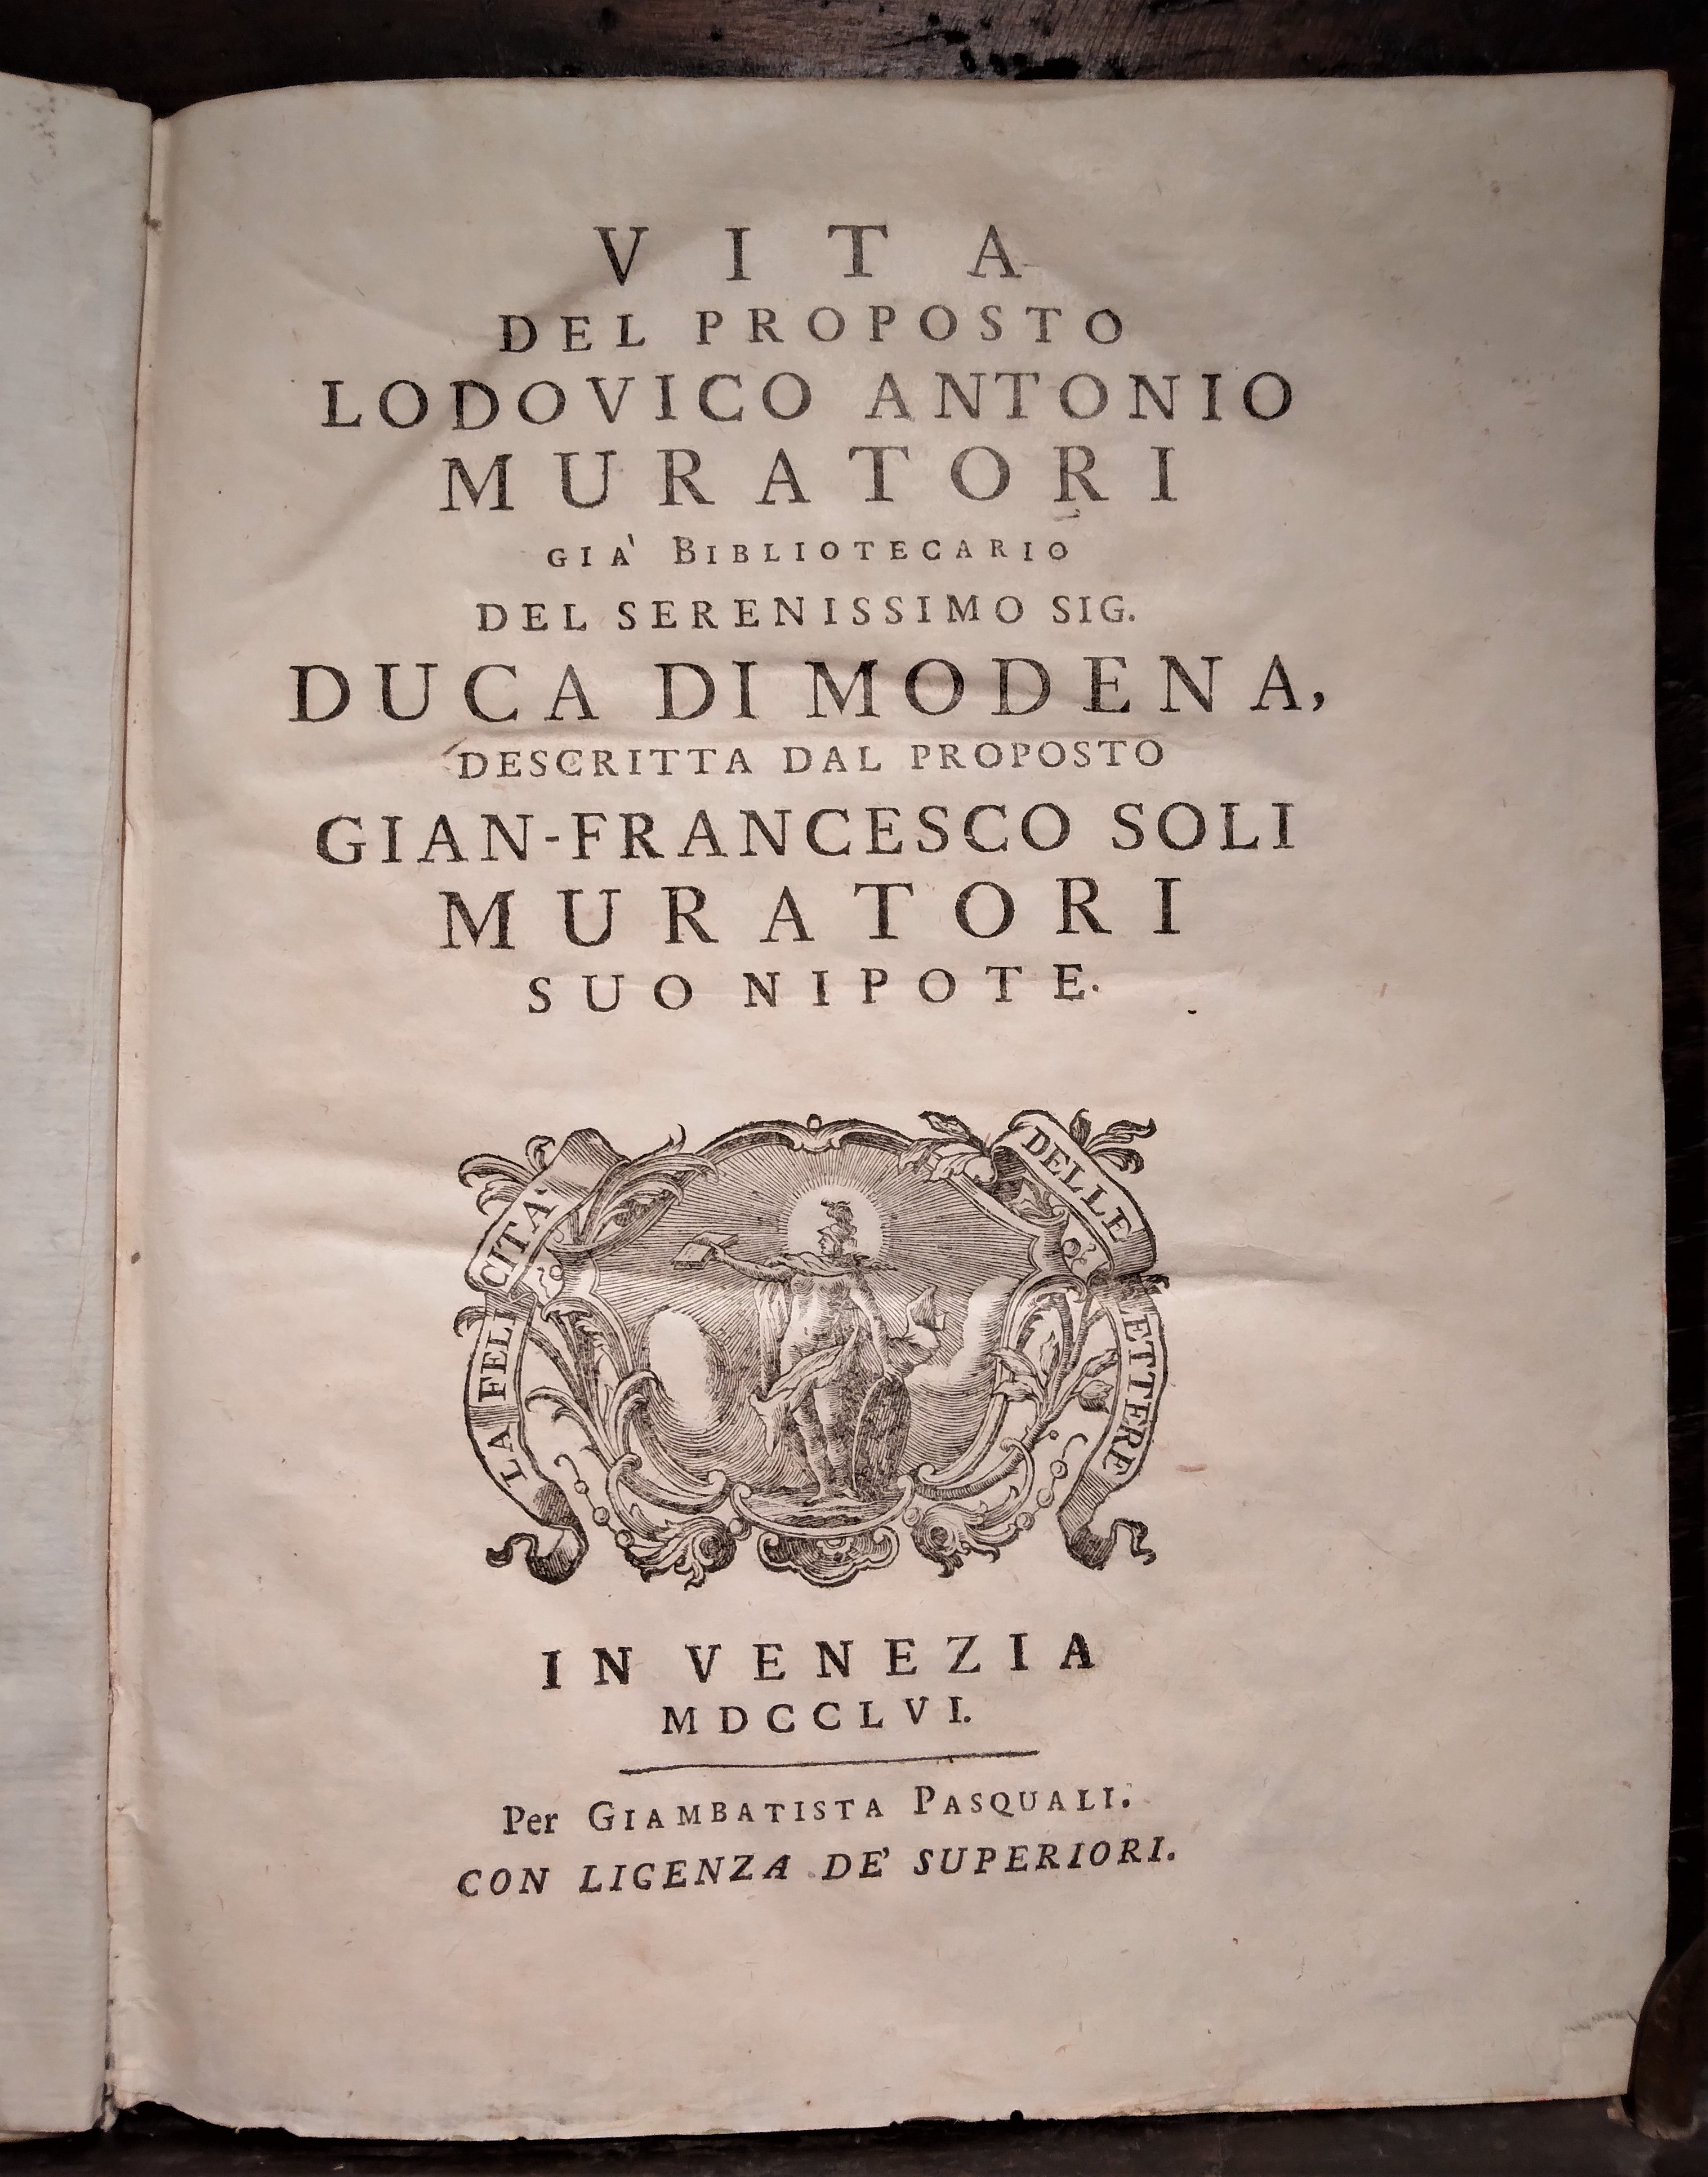 VITA
DEL PROPOSTO
LODOVICO ANTONIO
MURATORI
GIA' BIBLIOTECARIO
DEL SERENISSIMO SIG.
DUCA DI MODENA,
DESCRITTA DAL PROPOSTO
GIAN-FRANCESCO SOLI
MURATORI
SUO NIPOTE.
LA FELICITA'
DELLE
LETTERE
IN VENEZIA
MDCCLVI.
Per GIAMBATISTA PASQUALI.
CON LICENZA DE' SUPERIORI.